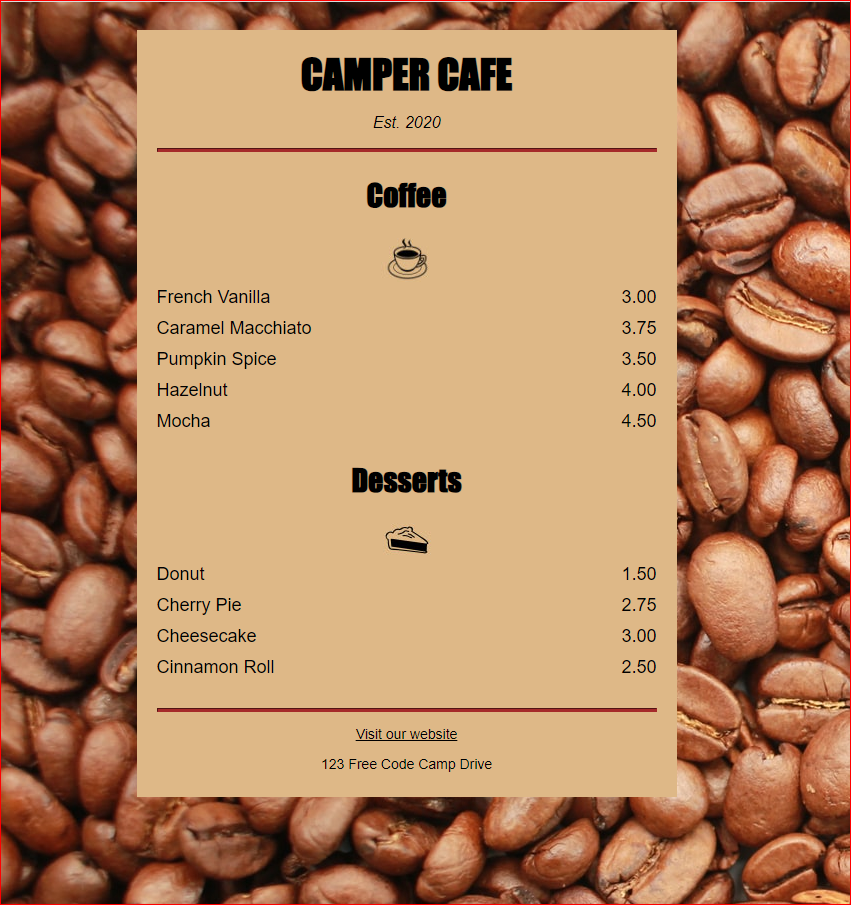 CAMPER CAFE
Est. 2020
Coffee
French Vanilla 3.00
Caramel Macchiato 3.75
Pumpkin Spice 3.50
Hazelnut 4.00
Mocha 4.50
Desserts
Donut 1.50
Cherry Pie 2.75
Cheesecake 3.00
Cinnamon Roll 2.50
Visit our website
123 Free Code Camp Drive